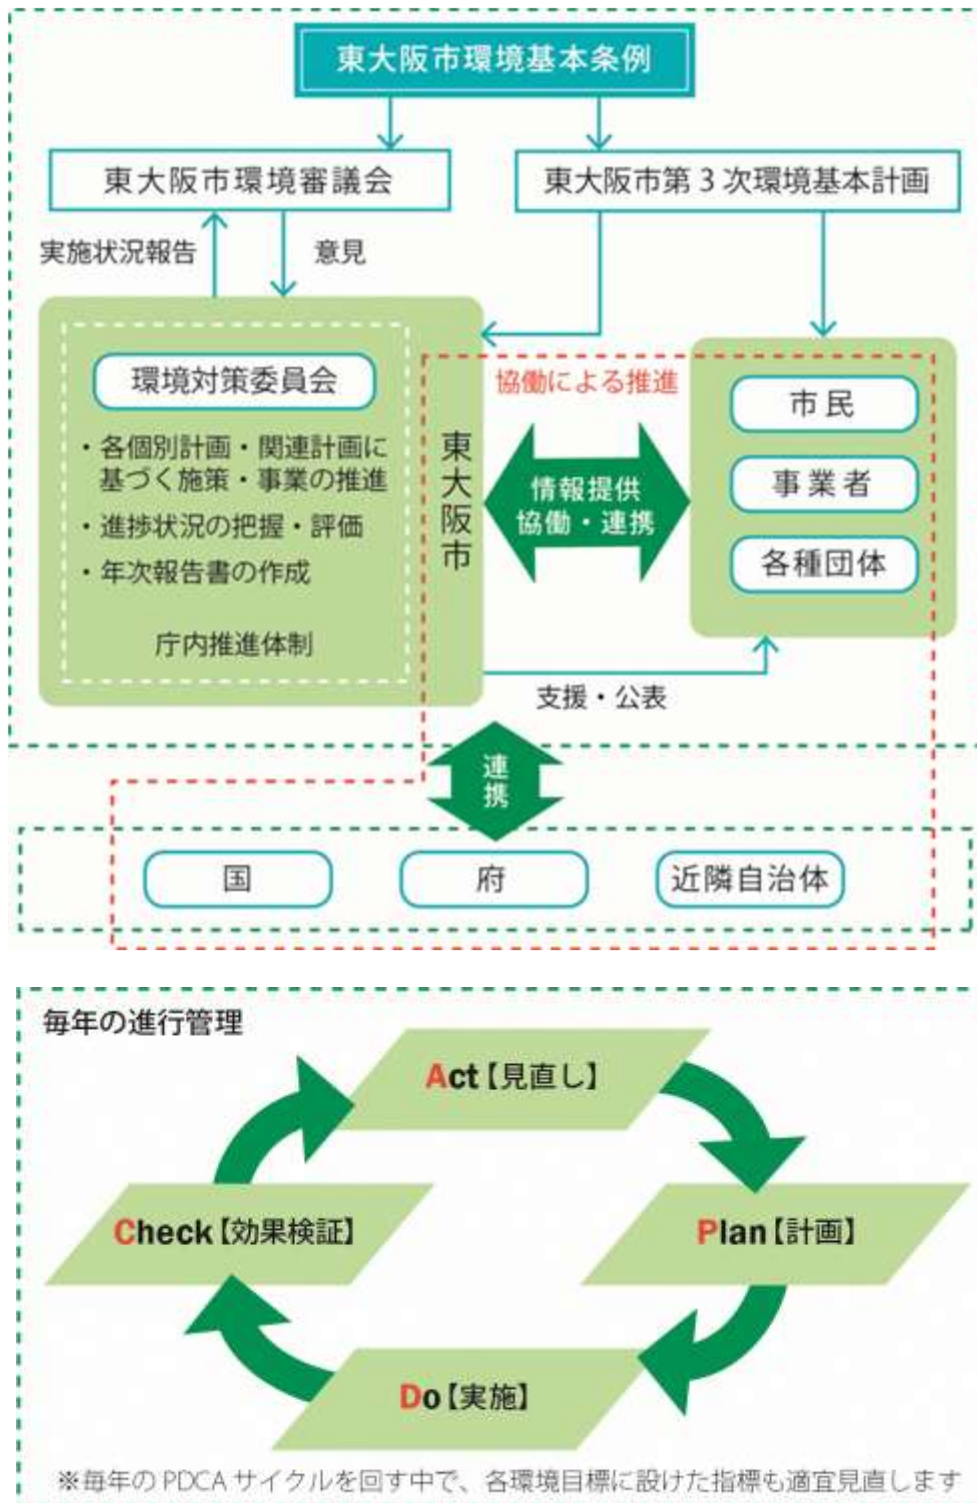 東大阪市環境基本条例
東大阪市環境審議会
東大阪市第3次環境基本計画
実施状況報告
意見
環境対策委員会
・各個別計画・関連計画に
基づく施策・事業の推進
・進捗状況の把握・評価
・年次報告書の作成
庁内推進体制
東大阪市
協働による推進
情報提供
協働・連携
市民
事業者
各種団体
支援・公表
連携
国
府
近隣自治体
毎年の進行管理
Act【見直し】
Check【効果検証】
Plan【計画】
Do【実施】
※毎年の PDCA サイクルを回す中で、各環境目標に設けた指標も適宜見直します